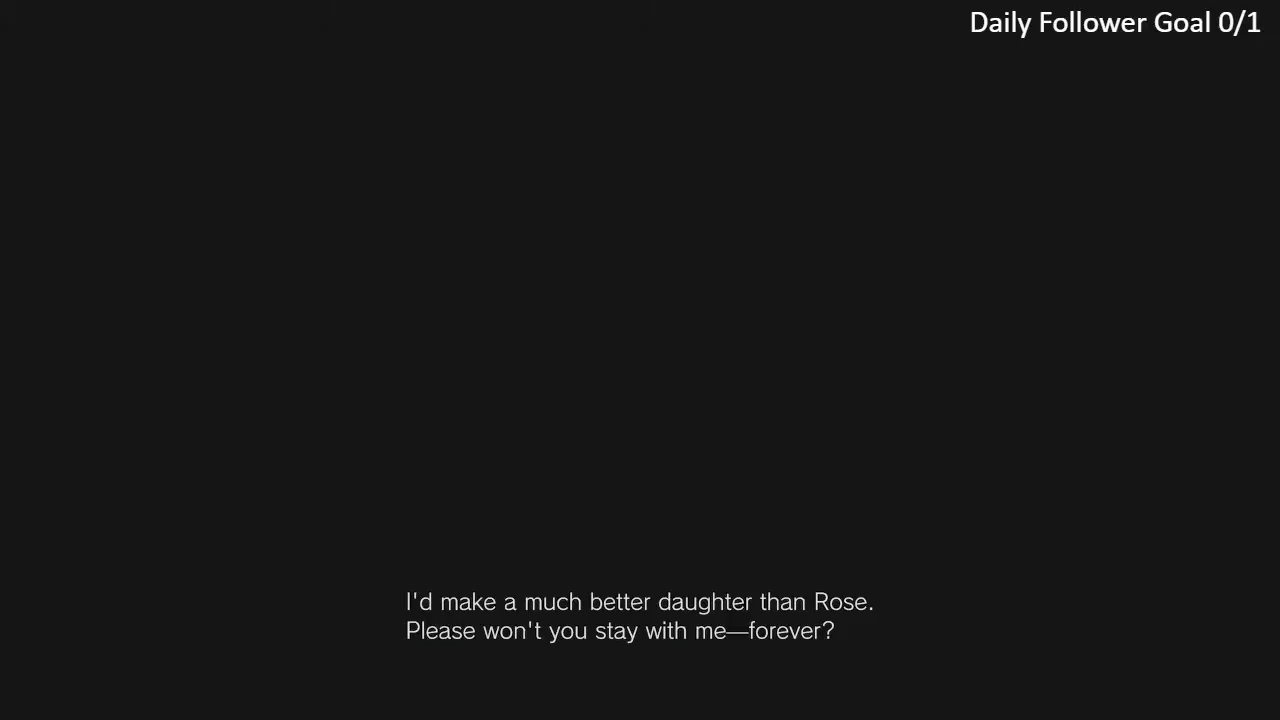 Daily Follower Goal 0/1
I'd make a much better daughter than Rose.
Please won't you stay with me—forever?